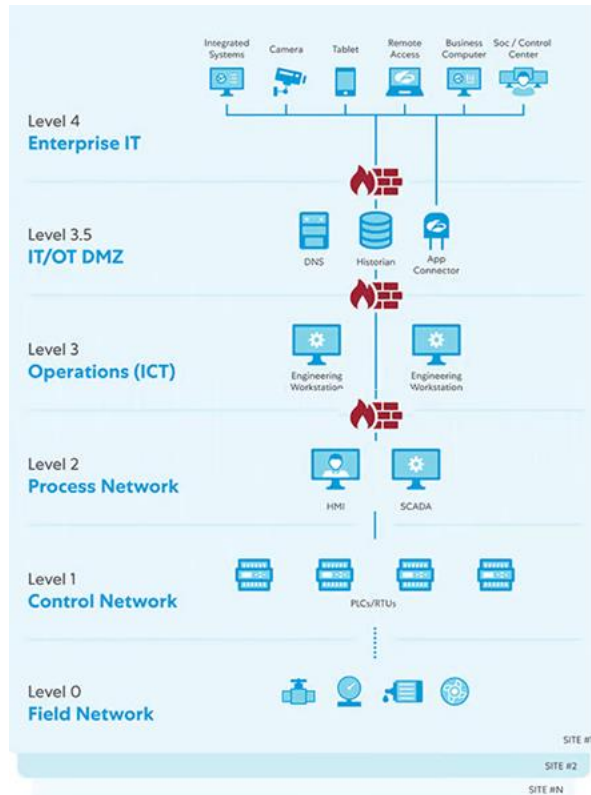 Integrated
Systems
Camera
Tablet
Remote
Access
Business
Computer
Soc / Control
Center
Level 4
Enterprise IT
Level 3.5
IT/OT DMZ
DNS
Historian
App
Connector
Level 3
Operations (ICT)
Engineering
Workstation
Engineering
Workstation
Level 2
Process Network
HMI
SCADA
Level 1
Control Network
PLCs/RTUs
Level 0
Field Network
SITE #1
SITE #2
SITE #N